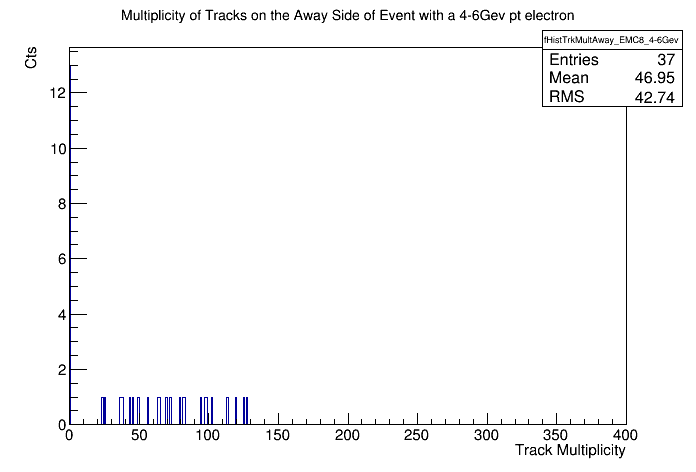 Multiplicity of Tracks on the Away Side of Event with a 4-6Gev pt electron
fHistTrkMultAway_EMC8_4-6Gev
Entries 37
Mean 46.95
RMS 42.74
Cts
12
10
8
6
4
2
0
0 50 100 150 200 250 300 350 400
Track Multiplicity